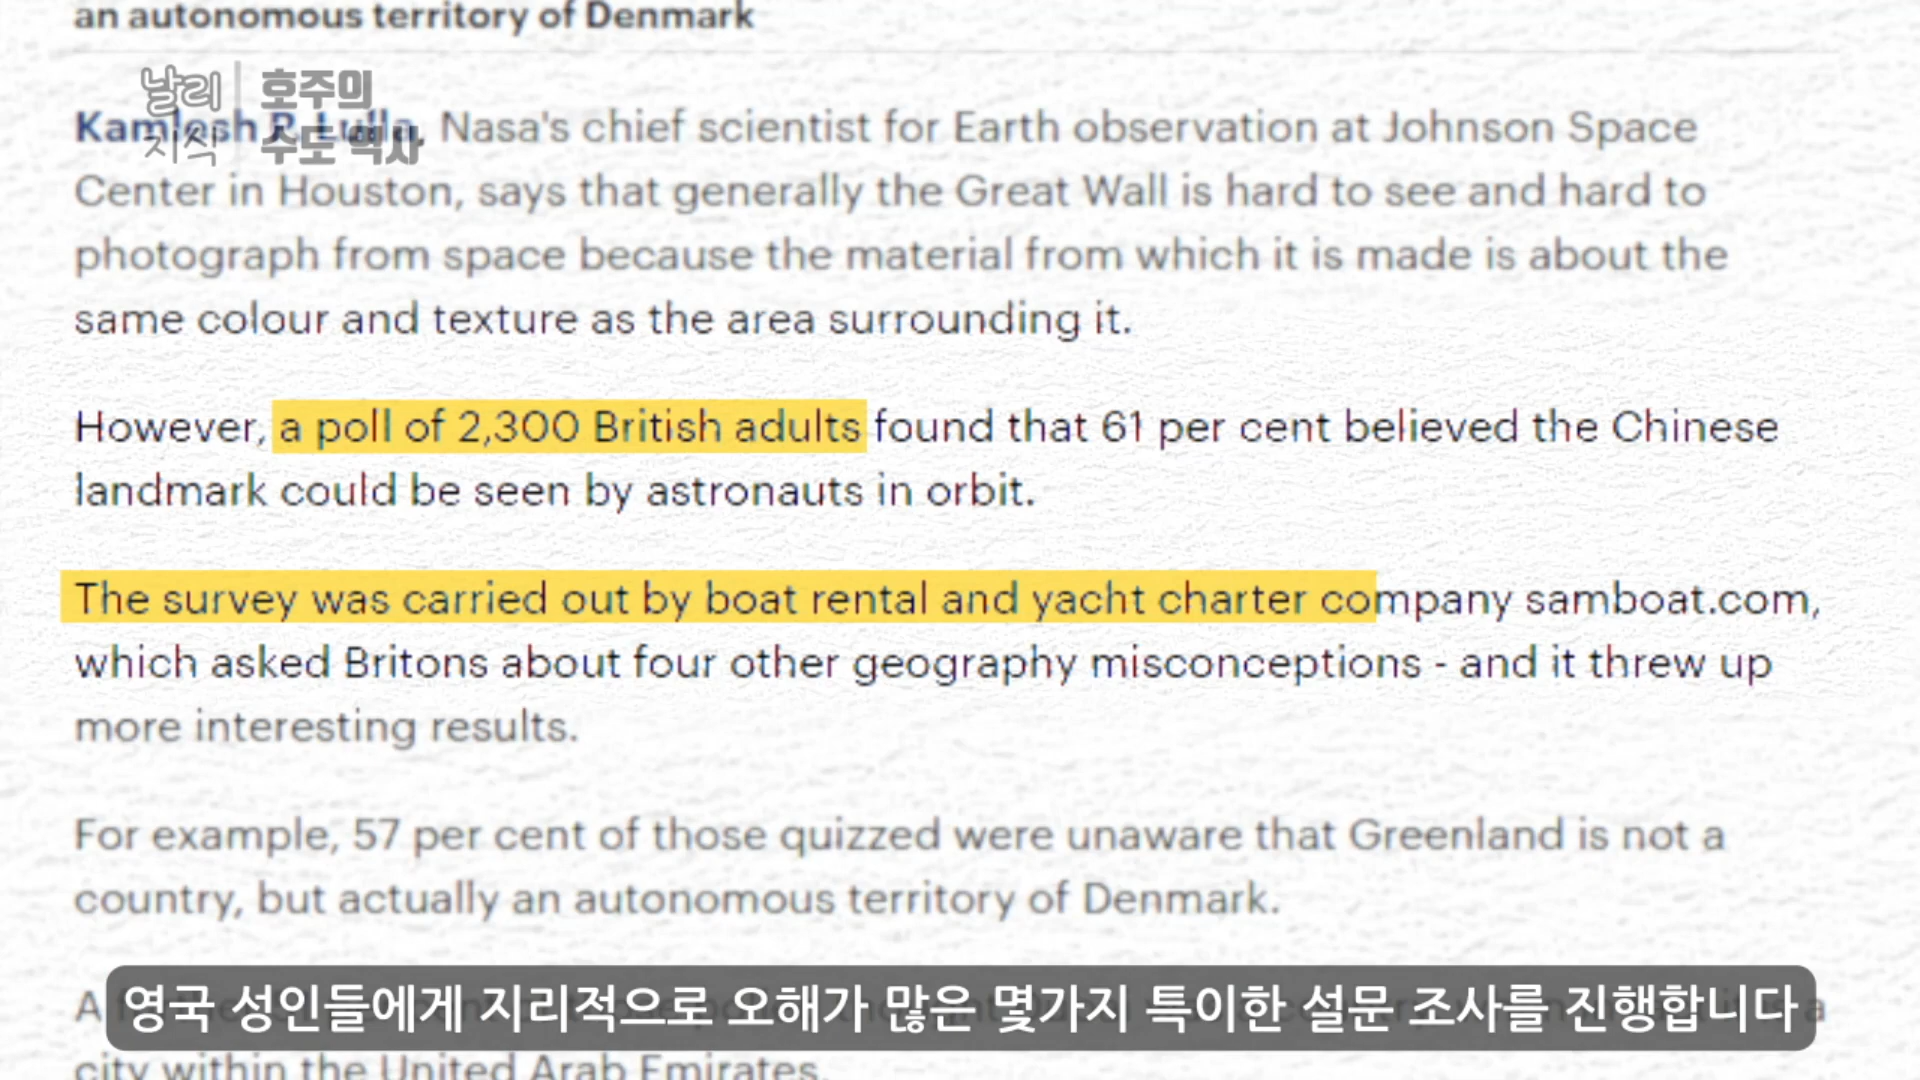 an autonomous territory of Denmark
날리 지식
호주의 수도 역사
Kamlesh P. Lulla, Nasa's chief scientist for Earth observation at Johnson Space
Center in Houston, says that generally the Great Wall is hard to see and hard to
photograph from space because the material from which it is made is about the
same colour and texture as the area surrounding it.
However, a poll of 2,300 British adults found that 61 per cent believed the Chinese
landmark could be seen by astronauts in orbit.
The survey was carried out by boat rental and yacht charter company samboat.com,
which asked Britons about four other geography misconceptions - and it threw up
more interesting results.
For example, 57 per cent of those quizzed were unaware that Greenland is not a
country, but actually an autonomous territory of Denmark.
A
a
영국 성인들에게 지리적으로 오해가 많은 몇가지 특이한 설문 조사를 진행합니다
city within the United Arab Emirates.